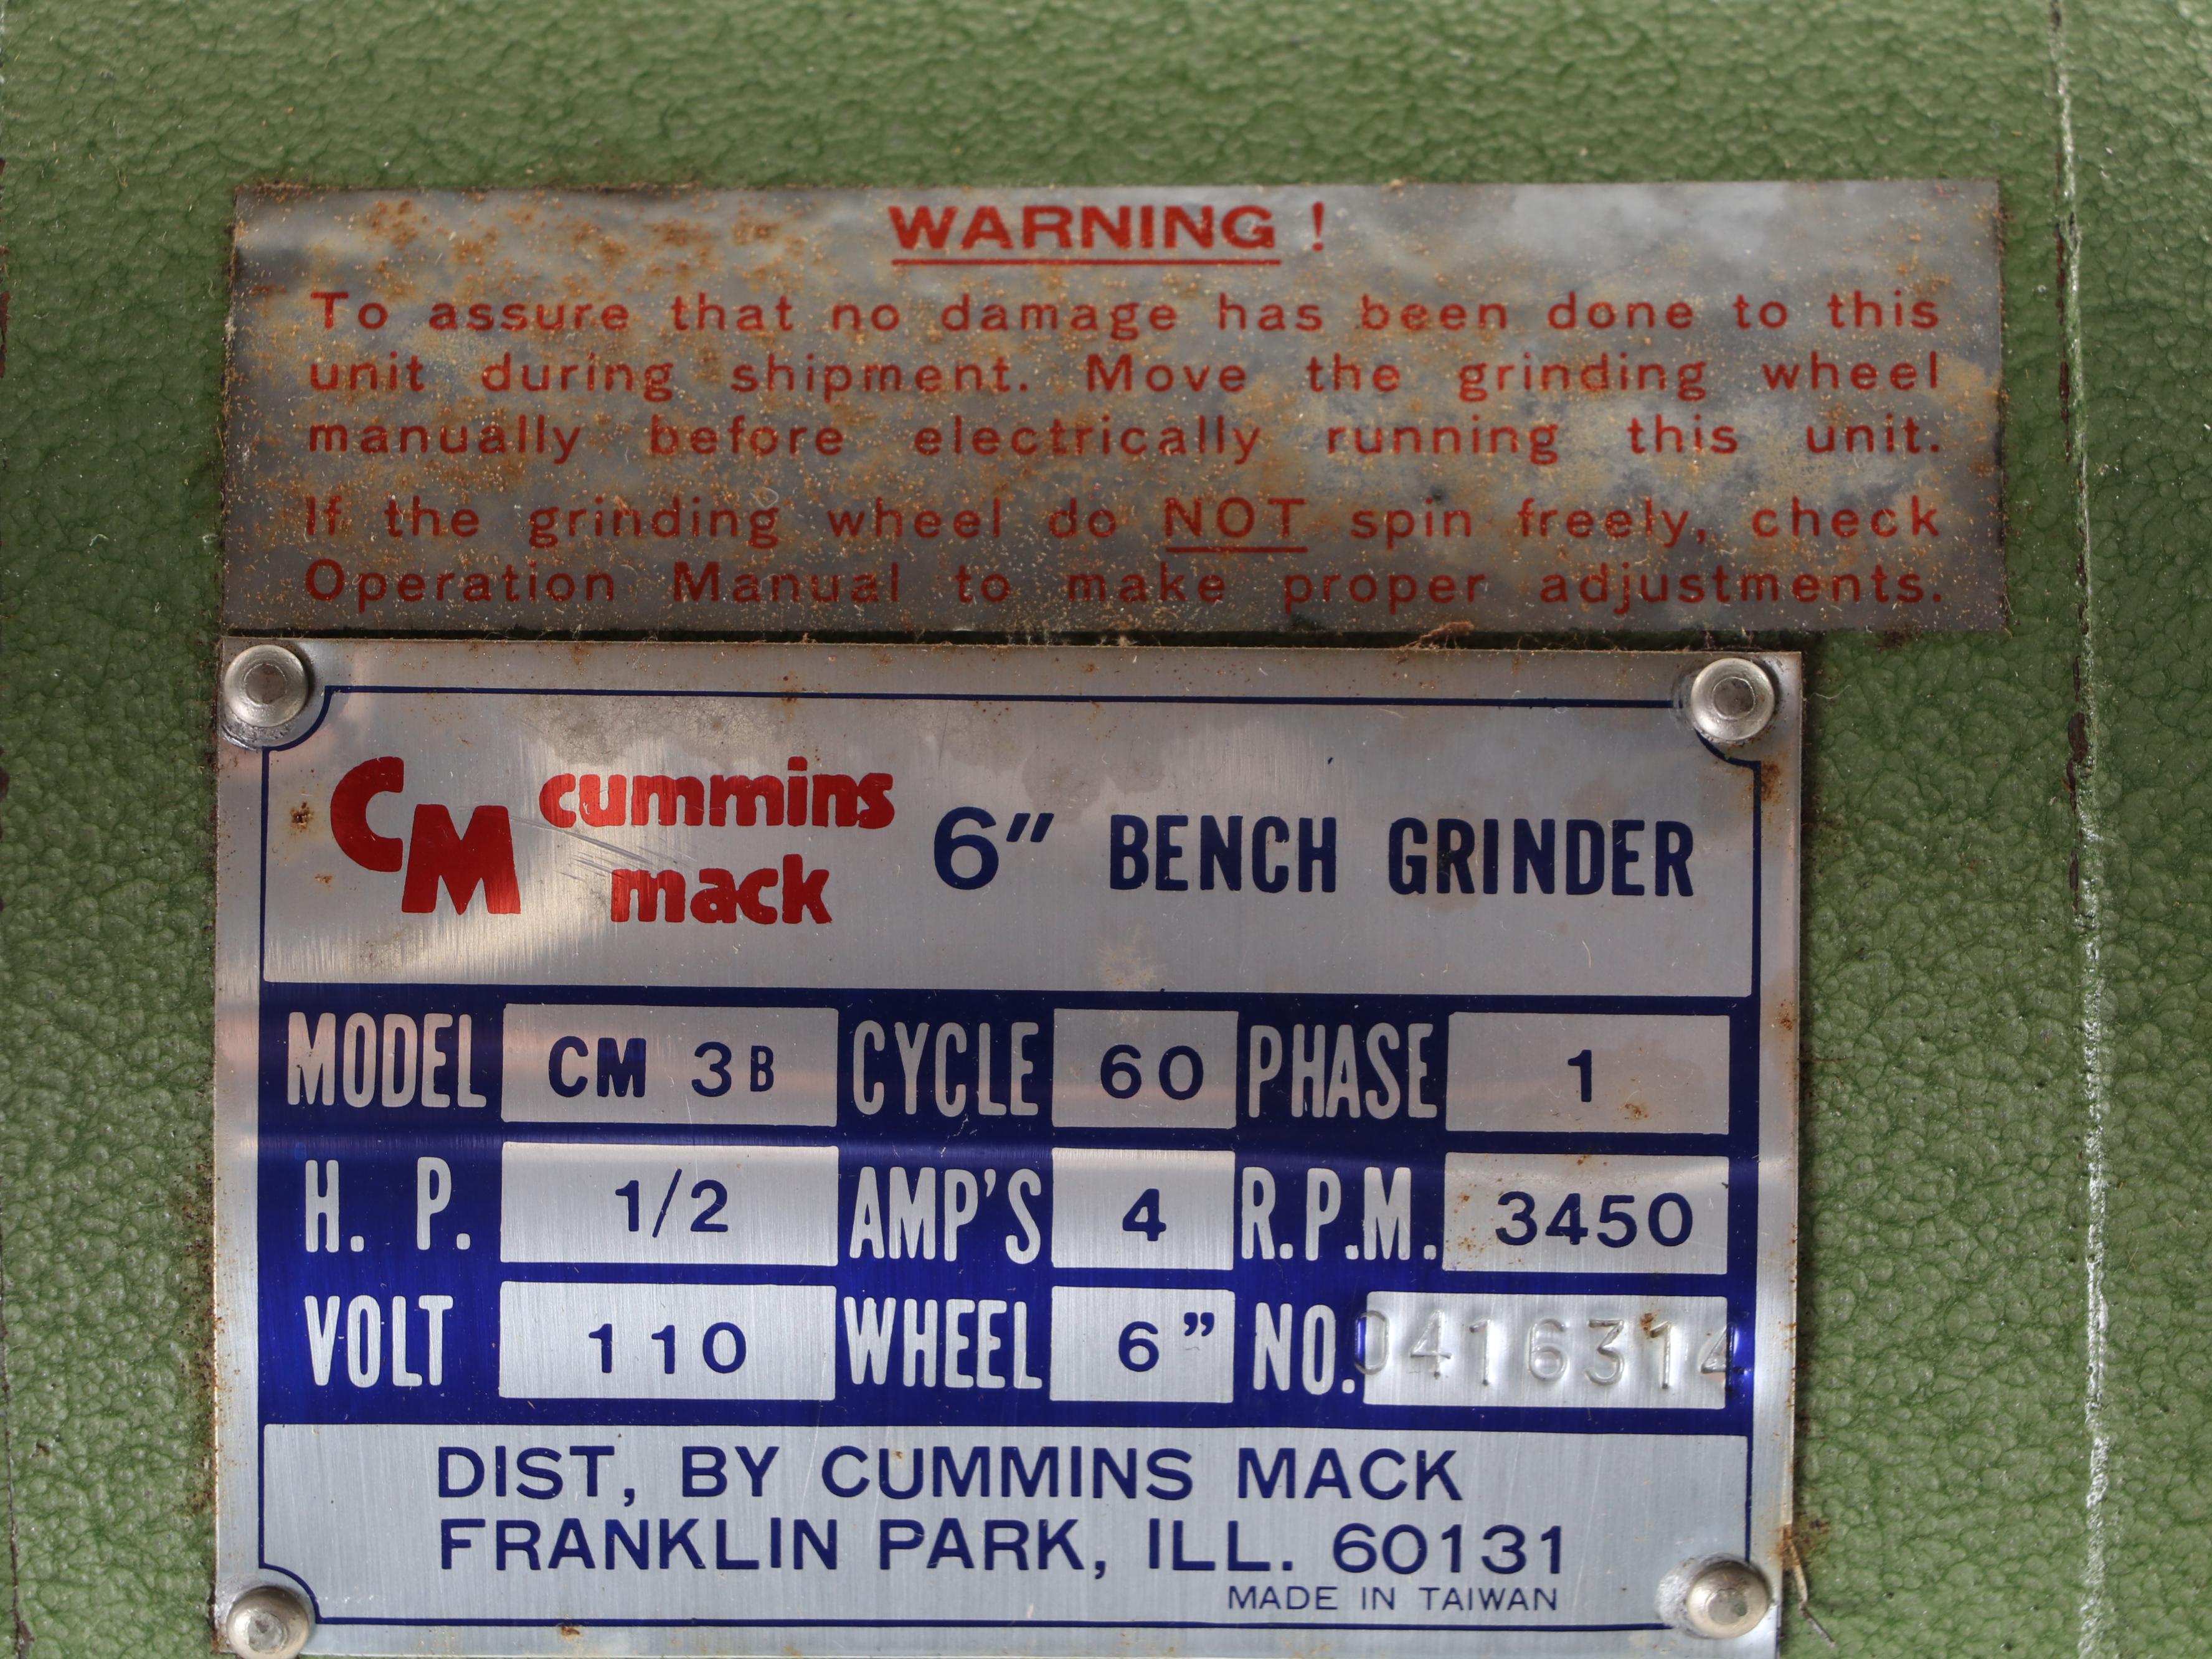 WARNING !
To assure that no damage has been done to this
unit during shipment. Move the grinding wheel
manually before electrically running this unit.
If the grinding wheel do NOT spin freely, check
Operation Manual to make proper adjustments.
CM cummins mack 6" BENCH GRINDER
MODEL CM 3B CYCLE 60 PHASE 1
H. P. 1/2 AMP'S 4 R.P.M. 3450
VOLT 110 WHEEL 6" NO. 0416314
DIST, BY CUMMINS MACK
FRANKLIN PARK, ILL. 60131
MADE IN TAIWAN